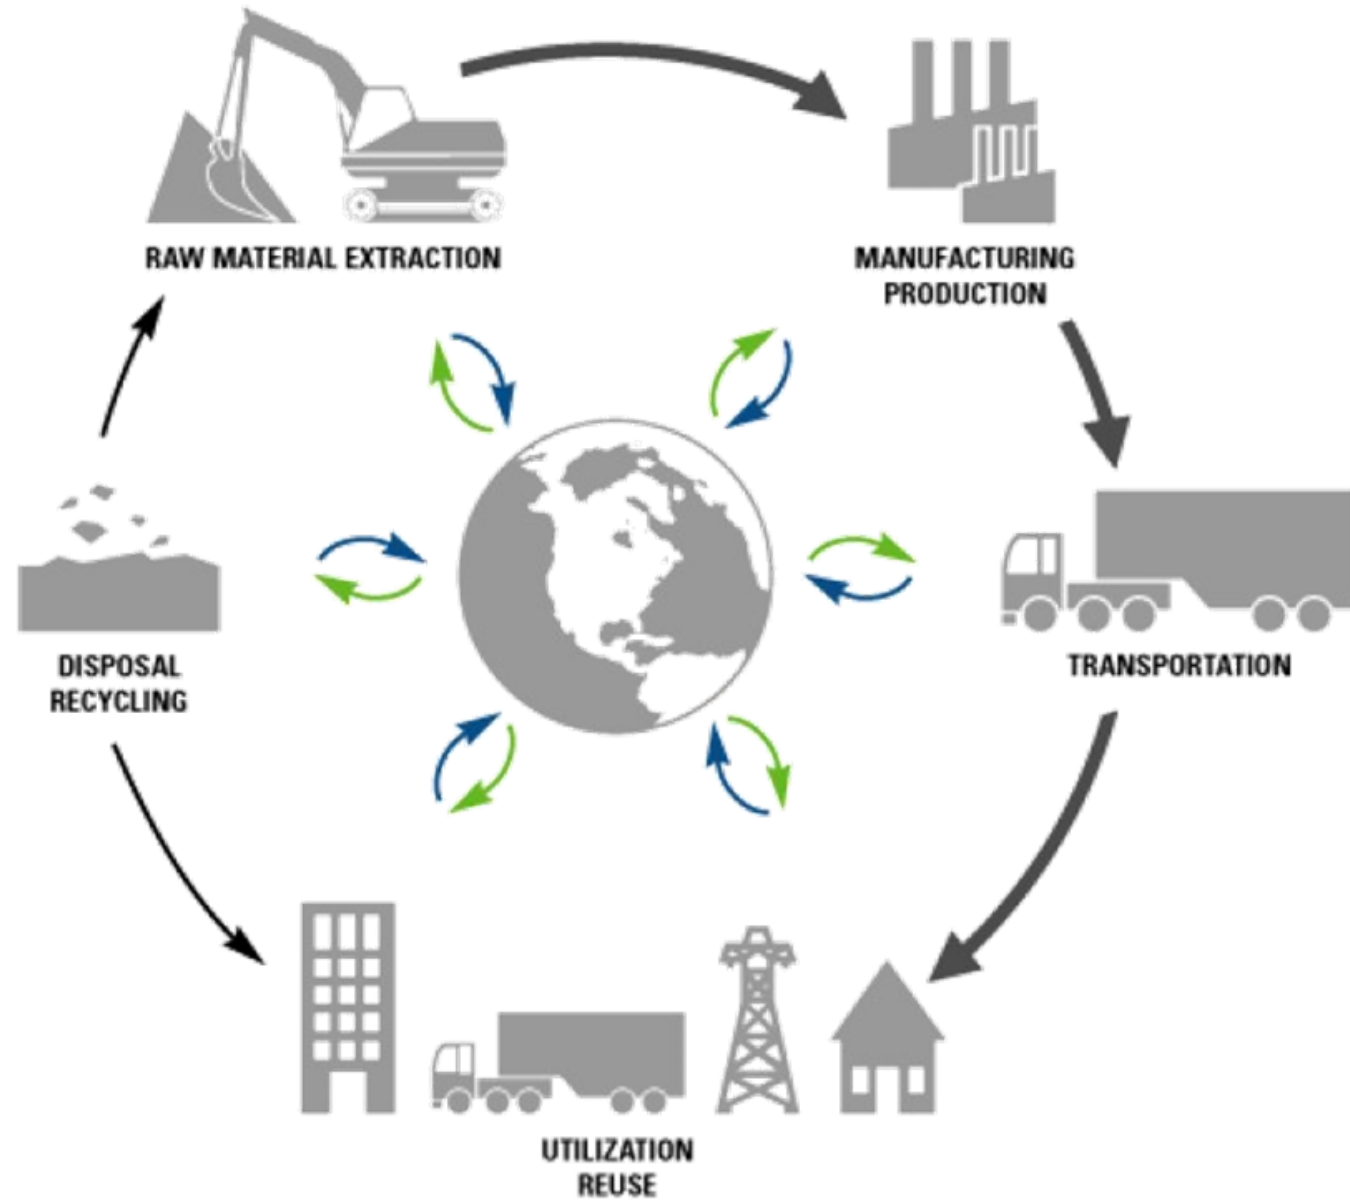 RAW MATERIAL EXTRACTION
MANUFACTURING
PRODUCTION
TRANSPORTATION
DISPOSAL
RECYCLING
UTILIZATION
REUSE